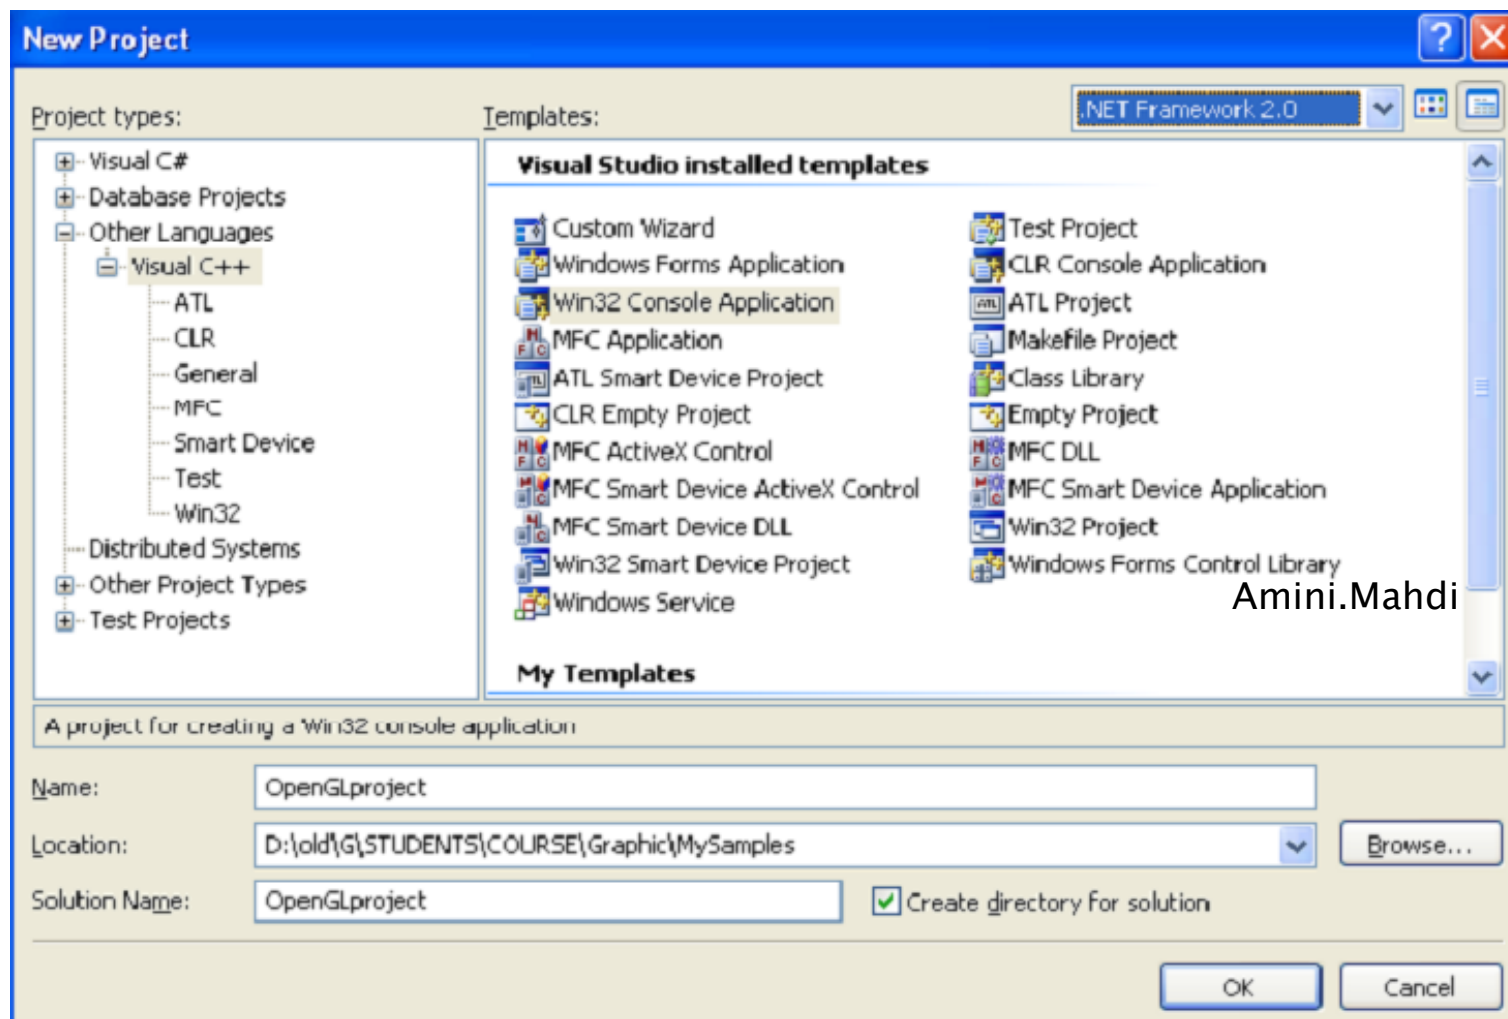 New Project
Project types:
Templates:
.NET Framework 2.0
Visual C#
Database Projects
Other Languages
Visual C++
ATL
CLR
General
MFC
Smart Device
Test
Win32
Distributed Systems
Other Project Types
Test Projects
Visual Studio installed templates
Custom Wizard
Test Project
Windows Forms Application
CLR Console Application
Win32 Console Application
ATL Project
MFC Application
Makefile Project
ATL Smart Device Project
Class Library
CLR Empty Project
Empty Project
MFC ActiveX Control
MFC DLL
MFC Smart Device ActiveX Control
MFC Smart Device Application
MFC Smart Device DLL
Win32 Project
Win32 Smart Device Project
Windows Forms Control Library
Windows Service
Amini.Mahdi
My Templates
A project for creating a Win32 console application
Name:
OpenGLproject
Location:
D:\old\G\STUDENTS\COURSE\Graphic\MySamples
Browse...
Solution Name:
OpenGLproject
Create directory for solution
OK
Cancel